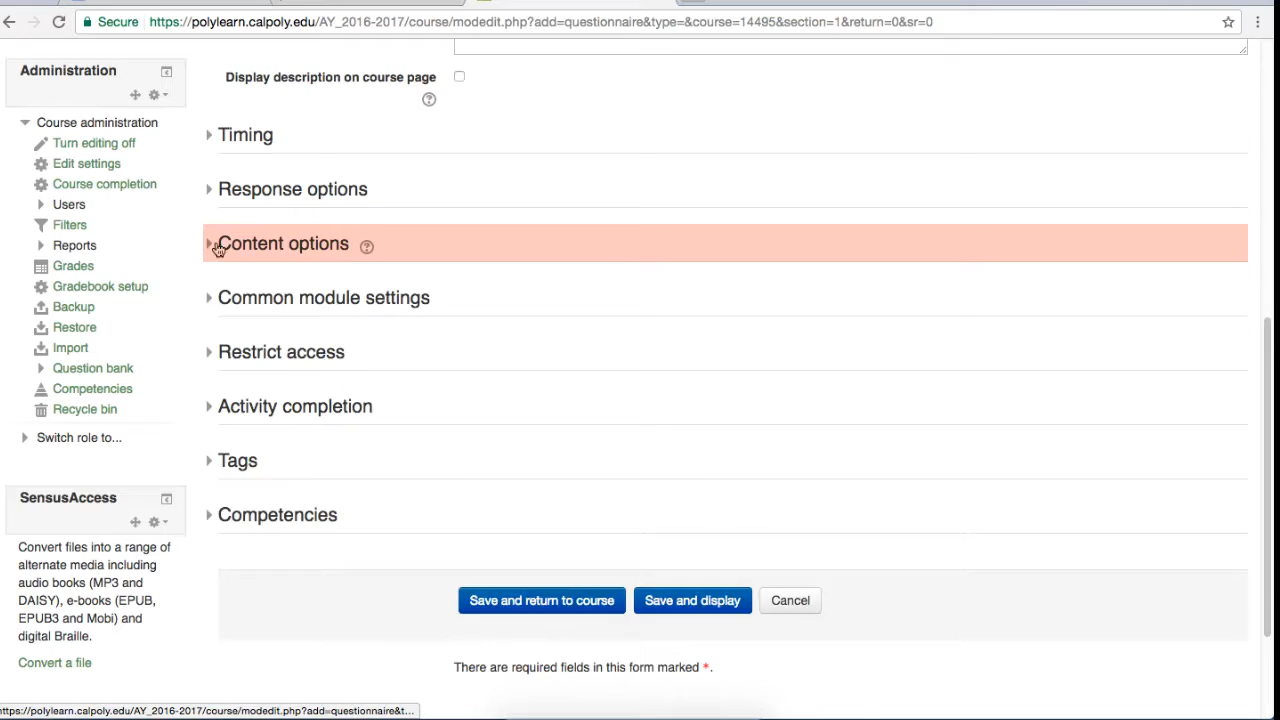 Secure https://polylearn.calpoly.edu/AY_2016-2017/course/modedit.php?add=questionnaire&type=&course=14495&section=1&return=0&sr=0
Administration
Course administration
Turn editing off
Edit settings
Course completion
Users
Filters
Reports
Grades
Gradebook setup
Backup
Restore
Import
Question bank
Competencies
Recycle bin
Switch role to...
SensusAccess
Convert files into a range of
alternate media including
audio books (MP3 and
DAISY), e-books (EPUB,
EPUB3 and Mobi) and
digital Braille.
Convert a file
Display description on course page
Timing
Response options
Content options
Common module settings
Restrict access
Activity completion
Tags
Competencies
Save and return to course Save and display Cancel
There are required fields in this form marked *.
https://polylearn.calpoly.edu/AY_2016-2017/course/modedit.php?add=questionnaire&t...